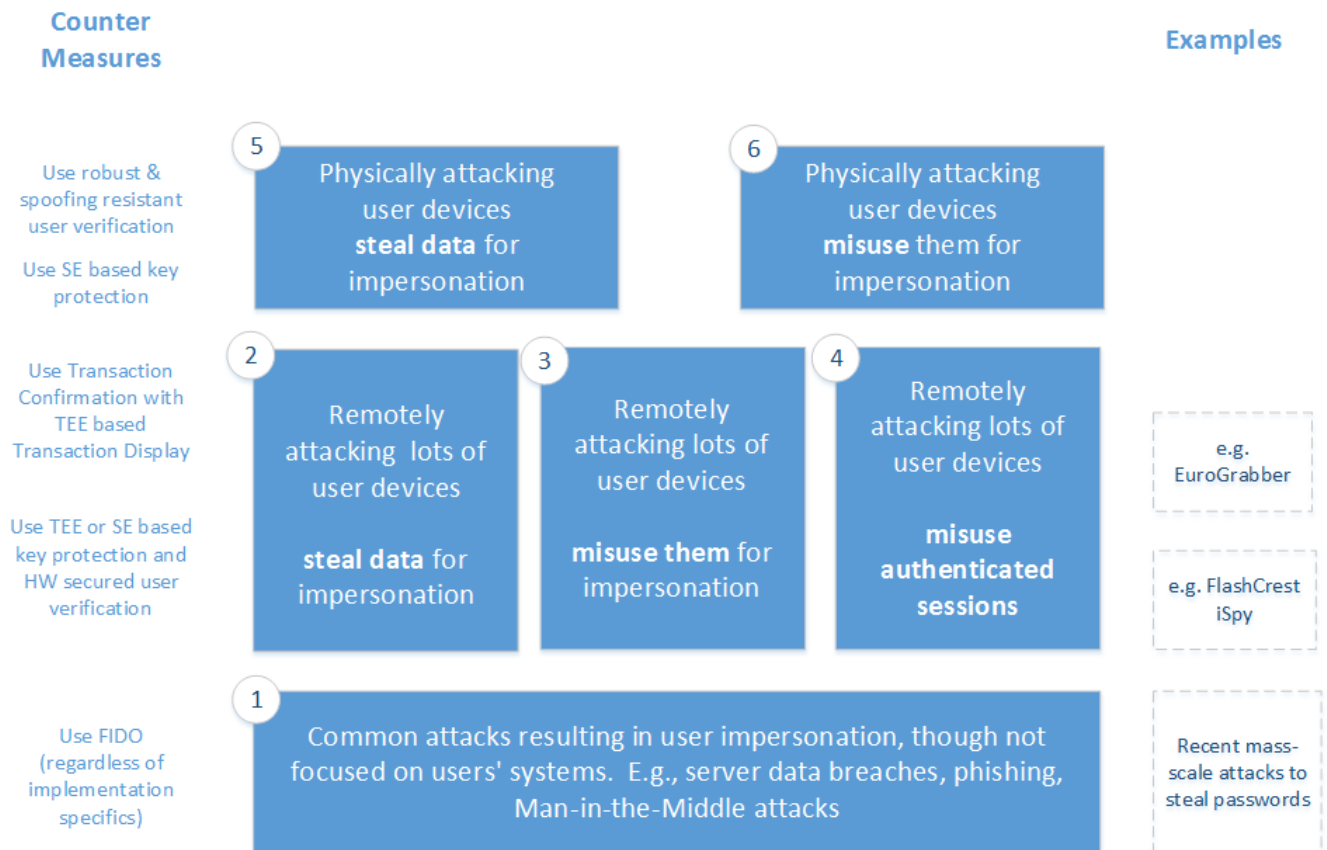 Counter
Measures
Examples
5
Physically attacking
user devices
steal data for
impersonation
6
Physically attacking
user devices
misuse them for
impersonation
Use robust &
spoofing resistant
user verification
Use SE based key
protection
2
Remotely
attacking lots of
user devices
steal data for
impersonation
3
Remotely
attacking lots of
user devices
misuse them for
impersonation
4
Remotely
attacking lots of
user devices
misuse
authenticated
sessions
Use Transaction
Confirmation with
TEE based
Transaction Display
Use TEE or SE based
key protection and
HW secured user
verification
e.g.
EuroGrabber
e.g. FlashCrest
iSpy
1
Common attacks resulting in user impersonation, though not
focused on users' systems. E.g., server data breaches, phishing,
Man-in-the-Middle attacks
Use FIDO
(regardless of
implementation
specifics)
Recent mass-
scale attacks to
steal passwords